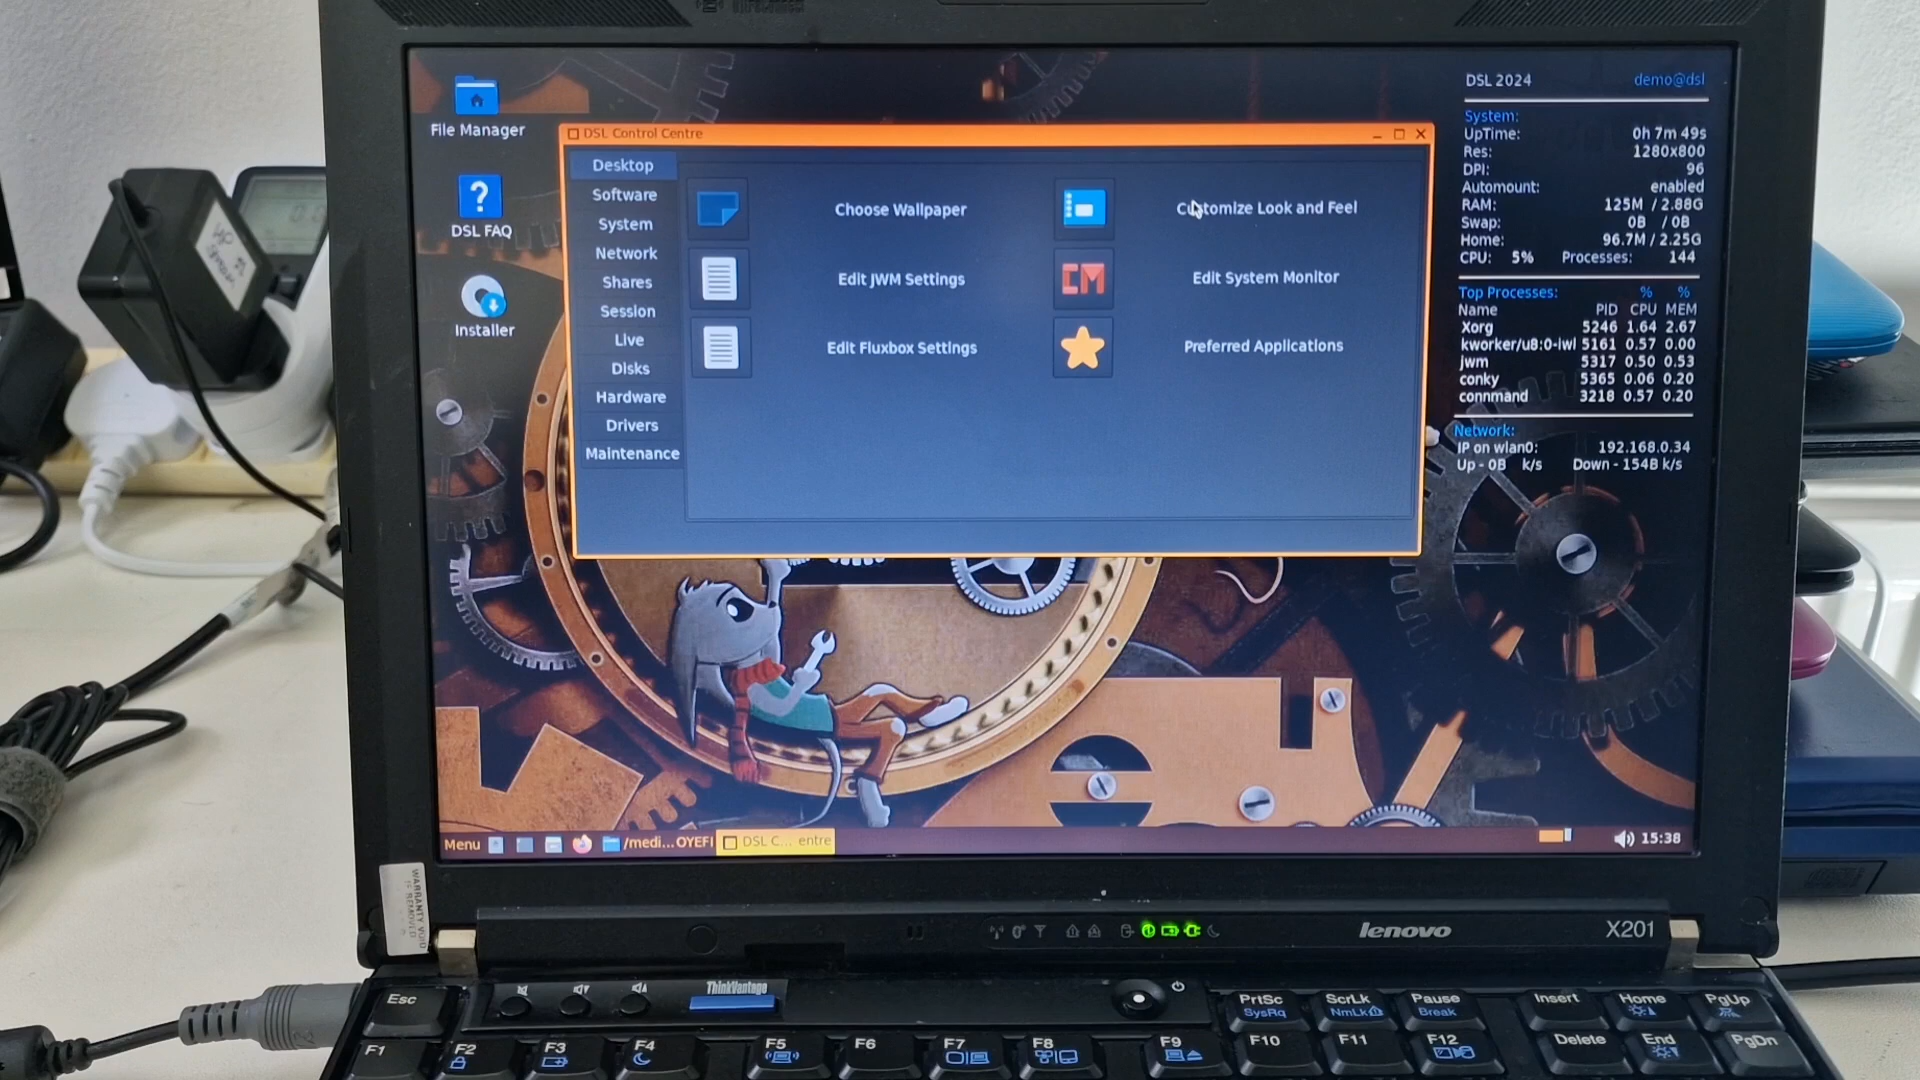 File Manager
DSL FAQ
Installer
DSL Control Centre
Desktop
Software
System
Network
Shares
Session
Live
Disks
Hardware
Drivers
Maintenance
Choose Wallpaper
Customize Look and Feel
Edit JWM Settings
Edit System Monitor
Edit Fluxbox Settings
Preferred Applications
DSL 2024 demo@dsl
System:
UpTime: 0h 7m 49s
Res: 1280x800
DPI: 96
Automount: enabled
RAM: 125M / 2.88G
Swap: 0B / 0B
Home: 96.7M / 2.25G
CPU: 5% Processes: 144
Top Processes: % %
Name PID CPU MEM
Xorg 5246 1.64 2.67
kworker/u8:0-iwl 5161 0.57 0.00
jwm 5317 0.50 0.53
conky 5365 0.06 0.20
connmand 3218 0.57 0.20
Network:
IP on wlan0: 192.168.0.34
Up - 0B k/s Down - 154B k/s
Menu /medi...OYEFI DSL C... entre 15:38
WARRANTY VOID
IF REMOVED
lenovo X201
ThinkVantage
Esc
PrtSc
SysRq
ScrLk
NmLk
Pause
Break
Insert
Home
PgUp
F1 F2 F3 F4 F5 F6 F7 F8 F9 F10 F11 F12
Delete
End
PgDn